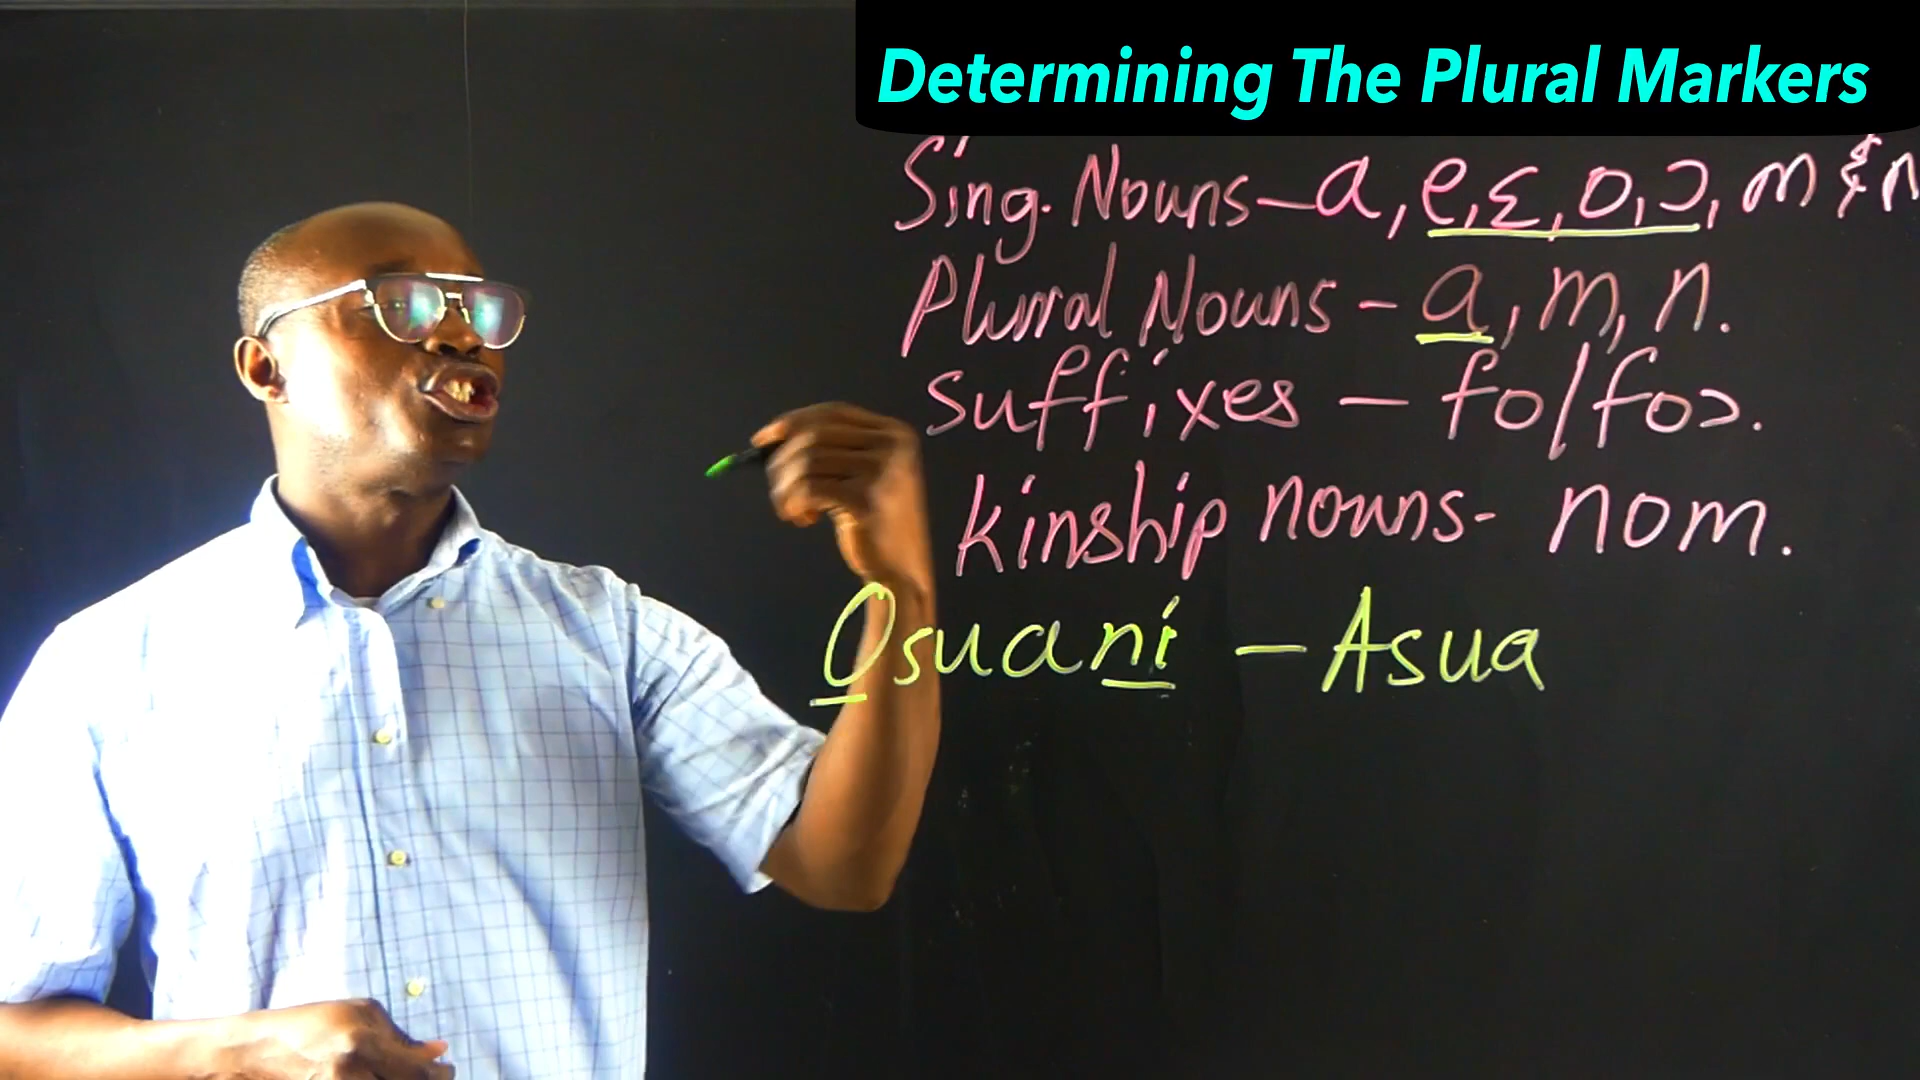 Determining The Plural Markers
Sing. Nouns - a, e, ɛ, o, ɔ, m & n
Plural Nouns - a, m, n.
Suffixes - fo/foɔ.
Kinship nouns - nom.
Osuani - Asua